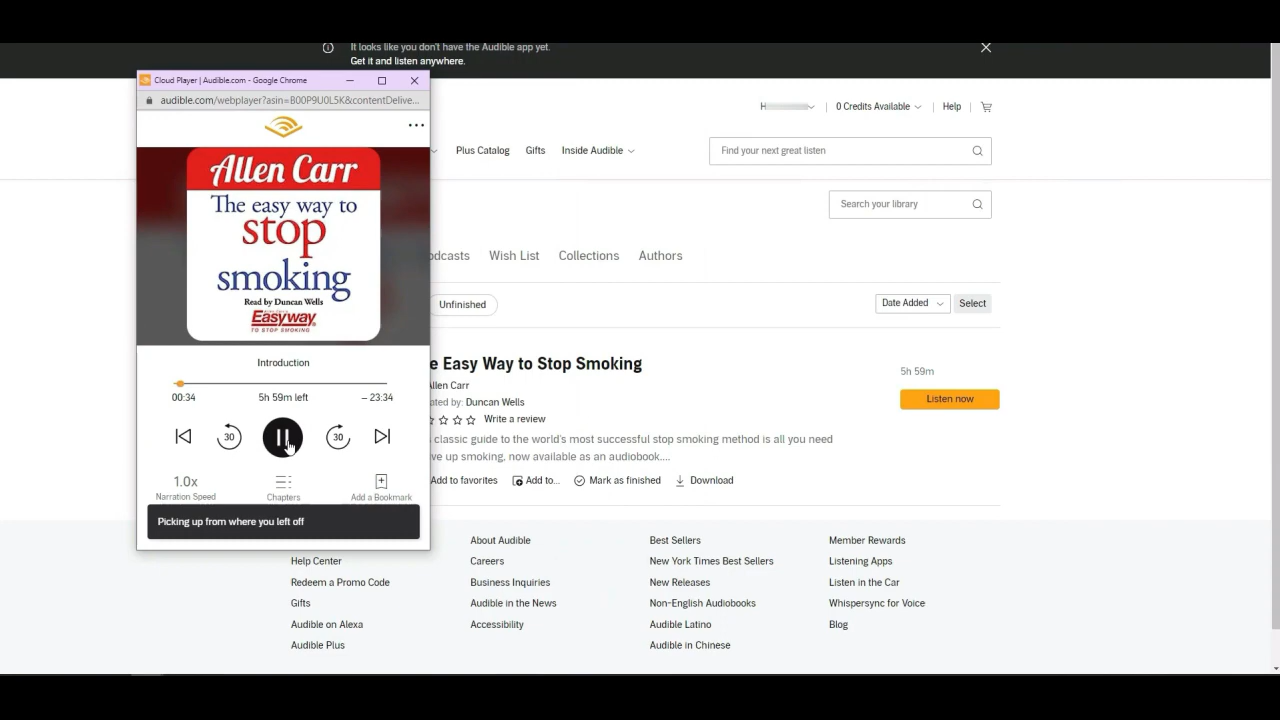 It looks like you don't have the Audible app yet.
Get it and listen anywhere.
Cloud Player | Audible.com - Google Chrome
audible.com/webplayer?asin=B00P9U0L5K&contentDelive...
H
0 Credits Available
Help
Plus Catalog
Gifts
Inside Audible
Find your next great listen
Search your library
Allen Carr
The easy way to
stop
smoking
Read by Duncan Wells
ALLEN CARR'S
Easyway
TO STOP SMOKING
odcasts
Wish List
Collections
Authors
Unfinished
Date Added
Select
Introduction
00:34
5h 59m left
– 23:34
30
30
1.0x
Narration Speed
Chapters
Add a Bookmark
Picking up from where you left off
e Easy Way to Stop Smoking
Allen Carr
ated by: Duncan Wells
Write a review
classic guide to the world's most successful stop smoking method is all you need
ve up smoking, now available as an audiobook....
Add to favorites
Add to...
Mark as finished
Download
5h 59m
Listen now
Help Center
Redeem a Promo Code
Gifts
Audible on Alexa
Audible Plus
About Audible
Careers
Business Inquiries
Audible in the News
Accessibility
Best Sellers
New York Times Best Sellers
New Releases
Non-English Audiobooks
Audible Latino
Audible in Chinese
Member Rewards
Listening Apps
Listen in the Car
Whispersync for Voice
Blog